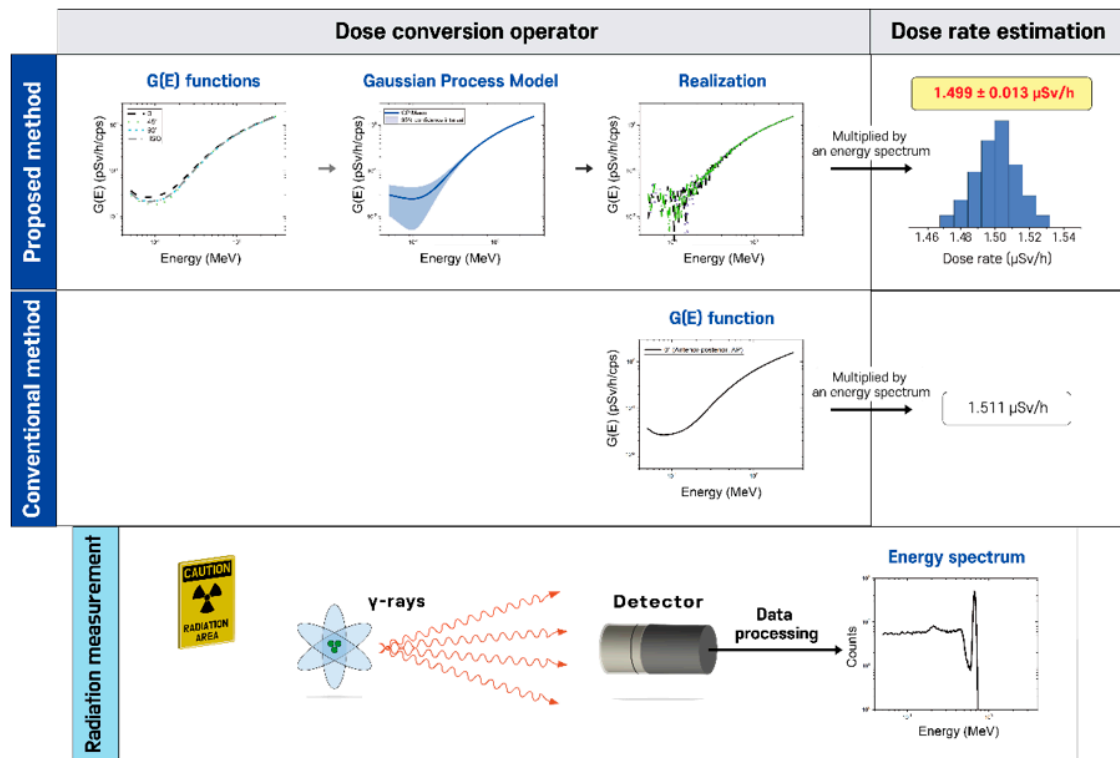 Dose conversion operator
Dose rate estimation
Proposed method
G(E) functions
G(E) (pSv/h/cps)
Energy (MeV)
Gaussian Process Model
G(E) (pSv/h/cps)
Energy (MeV)
Realization
G(E) (pSv/h/cps)
Energy (MeV)
Multiplied by
an energy spectrum
1.499 ± 0.013 μSv/h
1.46 1.48 1.50 1.52 1.54
Dose rate (μSv/h)
Conventional method
G(E) function
G(E) (pSv/h/cps)
Energy (MeV)
Multiplied by
an energy spectrum
1.511 μSv/h
Radiation measurement
CAUTION
RADIATION
AREA
γ-rays
Detector
Data
processing
Energy spectrum
Counts
Energy (MeV)